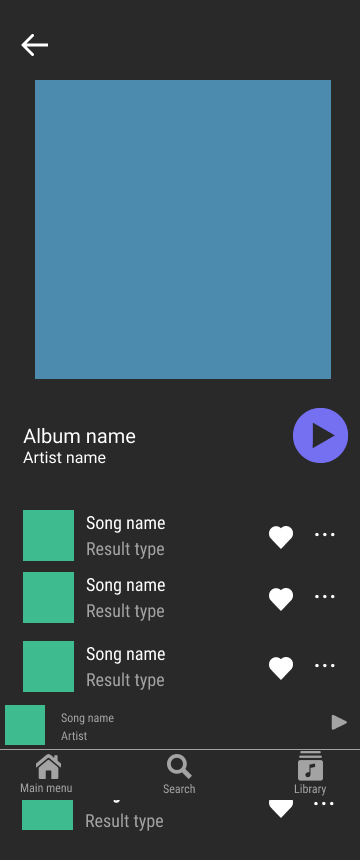 Album name
Artist name
Song name
Result type
Song name
Result type
Song name
Result type
Song name
Artist
Main menu
Search
Library
Result type